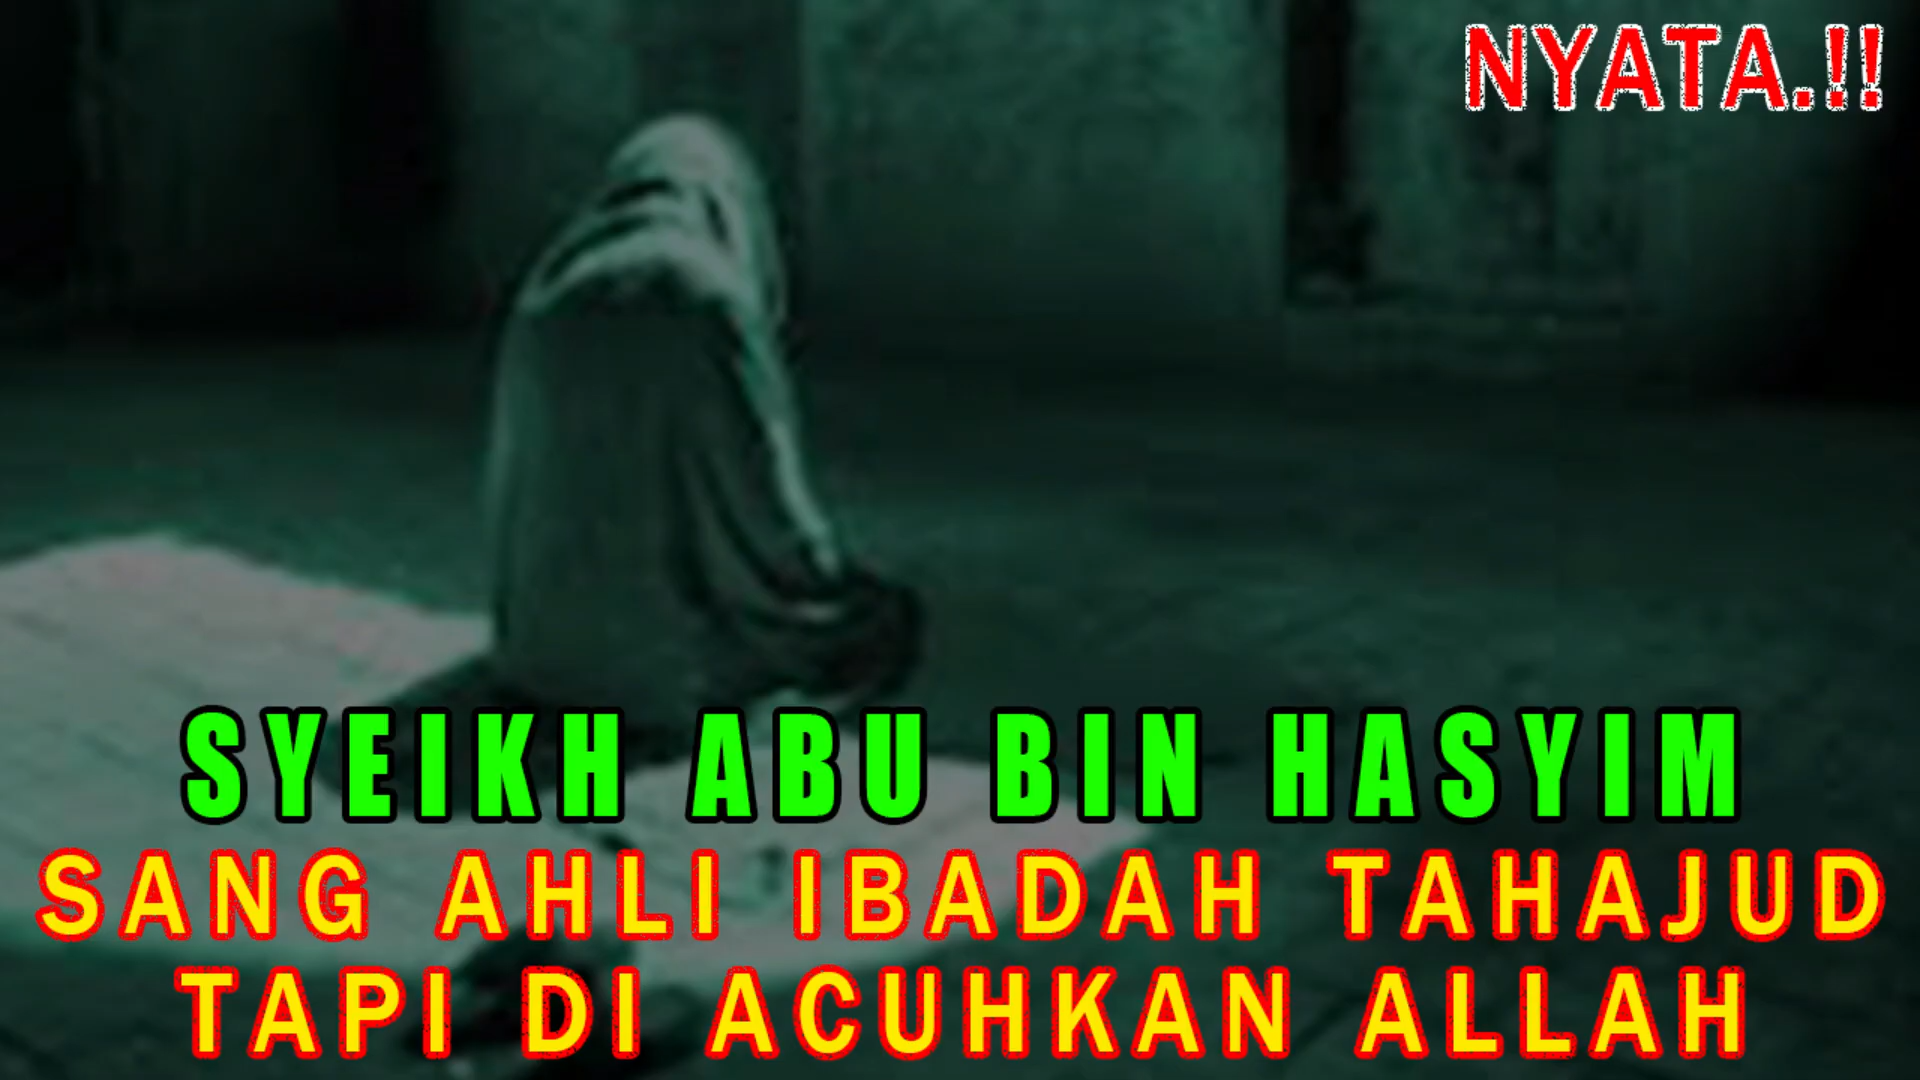 NYATA.!!
SYEIKH ABU BIN HASYIM
SANG AHLI IBADAH TAHAJUD
TAPI DI ACUHKAN ALLAH